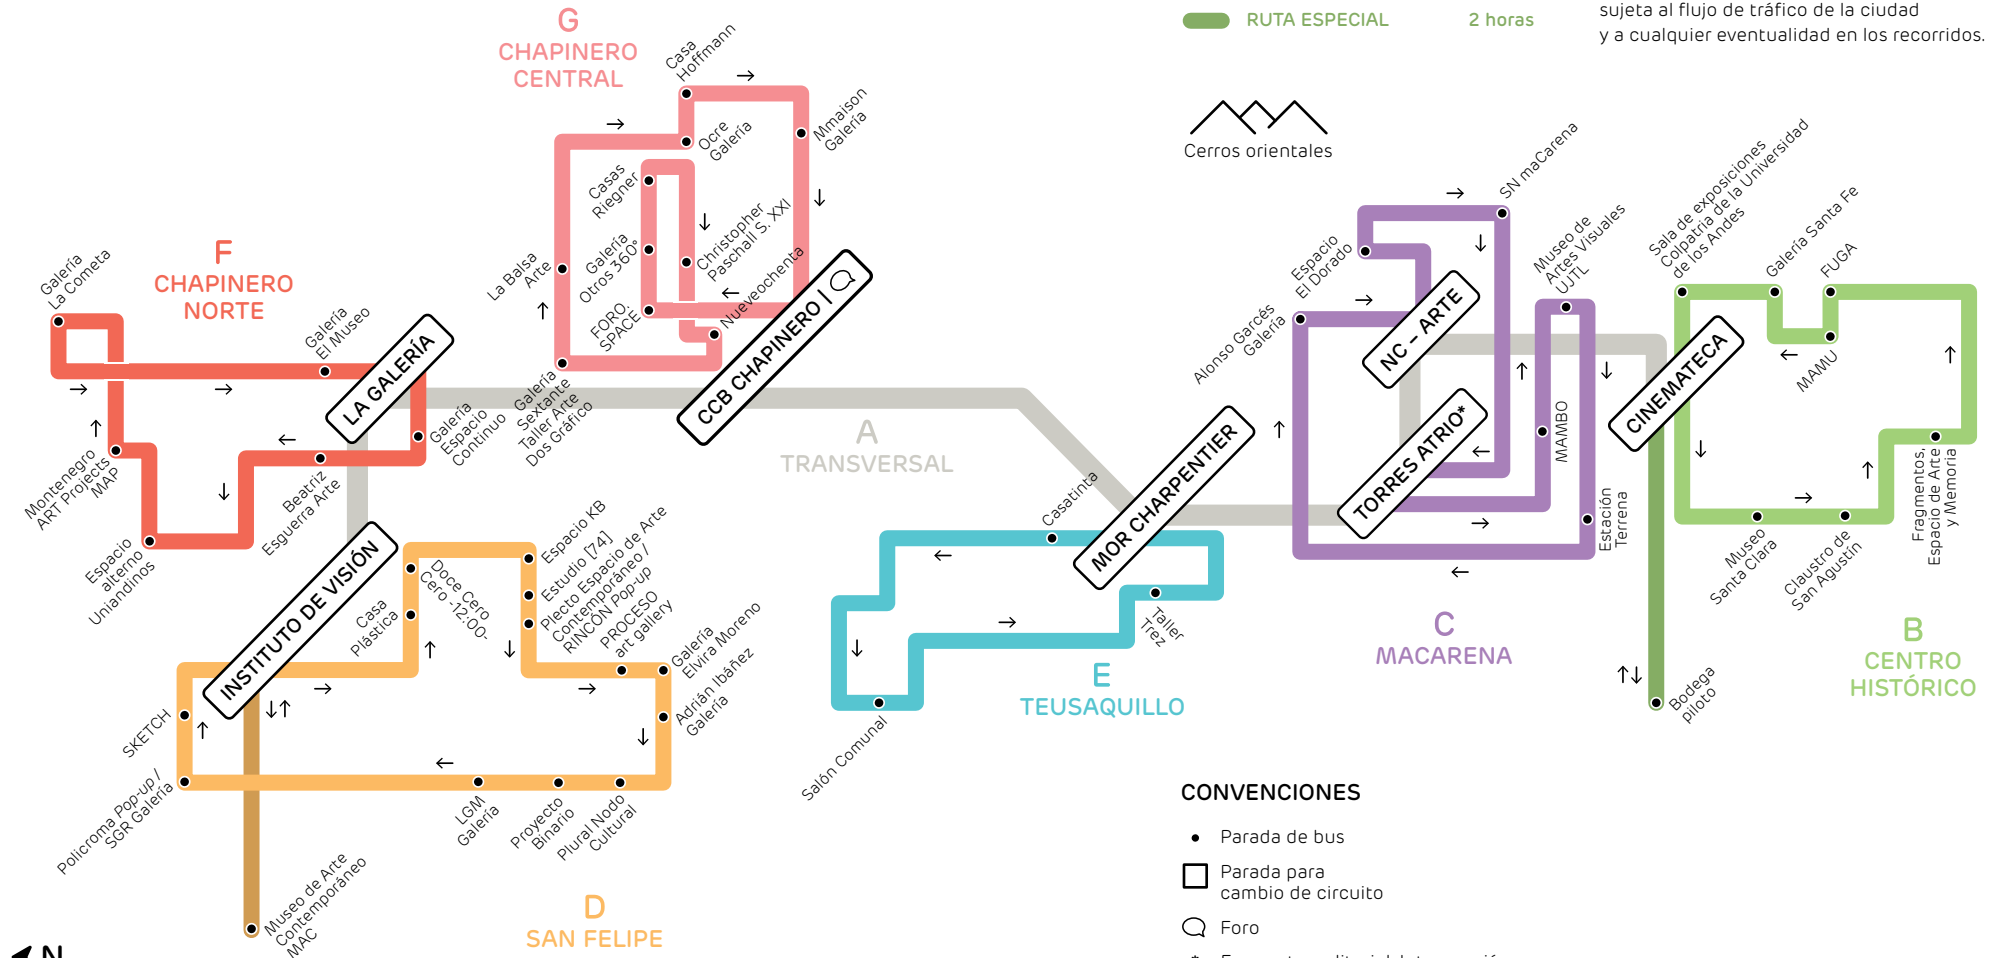 RUTA ESPECIAL 2 horas
sujeta al flujo de tráfico de la ciudad
y a cualquier eventualidad en los recorridos.
Cerros orientales
G
CHAPINERO
CENTRAL
Casa
Hoffmann
Ocre
Galería
Mmaison
Galería
Casas
Riegner
Galería
Otros 360°
FORO.
SPACE
Christopher
Paschall S. XXI
Nueveochenta
La Balsa
Arte
Galería
Sextante
Taller Arte
Dos Gráfico
CCB CHAPINERO |
F
CHAPINERO
NORTE
Galería
La Cometa
Galería
El Museo
LA GALERÍA
Galería
Espacio
Continuo
Beatriz
Esguerra Arte
Montenegro
ART Projects
MAP
Espacio
alterno
Uniandinos
A
TRANSVERSAL
INSTITUTO DE VISIÓN
Casa
Plástica
Doce Cero
Cero -12:00-
Espacio KB
Estudio [74]
Plecto Espacio de Arte
Contemporáneo /
RINCÓN Pop-up
PROCESO
art gallery
Galería
Elvira Moreno
Adrián Ibáñez
Galería
Plural Nodo
Cultural
Proyecto
Binario
LGM
Galería
Policroma Pop-up /
SGR Galería
SKETCH
Museo de Arte
Contemporáneo
MAC
D
SAN FELIPE
MOR CHARPENTIER
Casatinta
Salón Comunal
Taller
Trez
E
TEUSAQUILLO
SN maCarena
Espacio
El Dorado
Alonso Garcés
Galería
NC – ARTE
TORRES ATRIO*
Museo de
Artes Visuales
UJTL
MAMBO
Estación
Terrena
C
MACARENA
CINEMATECA
Sala de exposiciones
Colpatria de la Universidad
de los Andes
Galería Santa Fe
FUGA
MAMU
Fragmentos,
Espacio de Arte
y Memoria
Claustro de
San Agustín
Museo
Santa Clara
Bodega
piloto
B
CENTRO
HISTÓRICO
CONVENCIONES
Parada de bus
Parada para
cambio de circuito
Foro
N